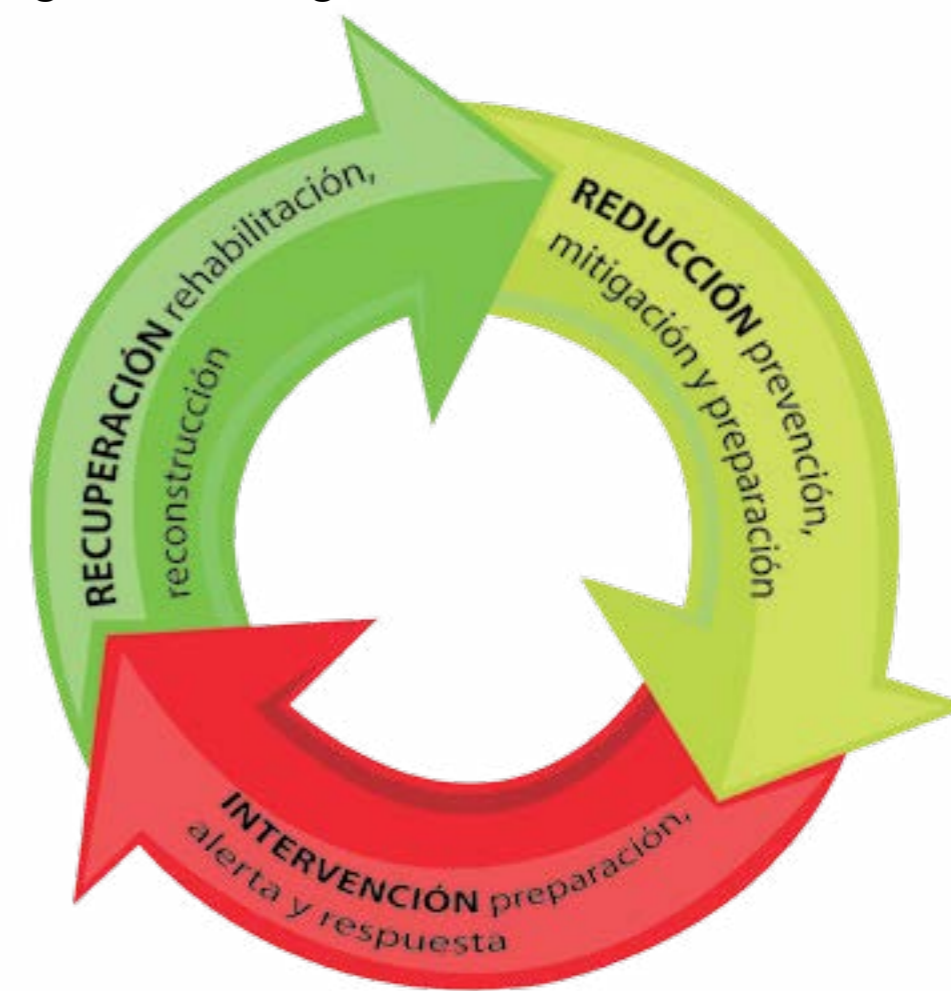 RECUPERACIÓN rehabilitación,
reconstrucción
REDUCCIÓN prevención,
mitigación y preparación
INTERVENCIÓN preparación,
alerta y respuesta